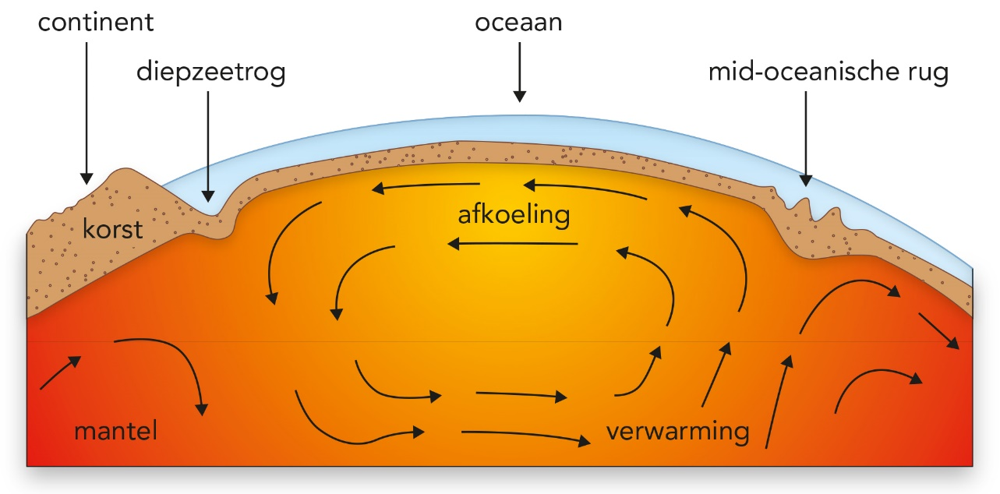 continent
oceaan
diepzeetrog
mid-oceanische rug
afkoeling
korst
mantel
verwarming